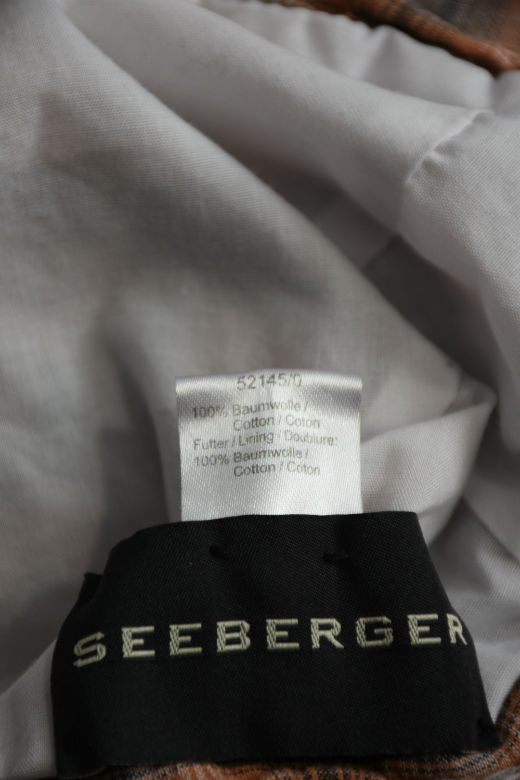 52145/0
100% Baumwolle /
Cotton / Coton
Futter / Lining / Doublure:
100% Baumwolle /
Cotton / Coton
SEEBERGER